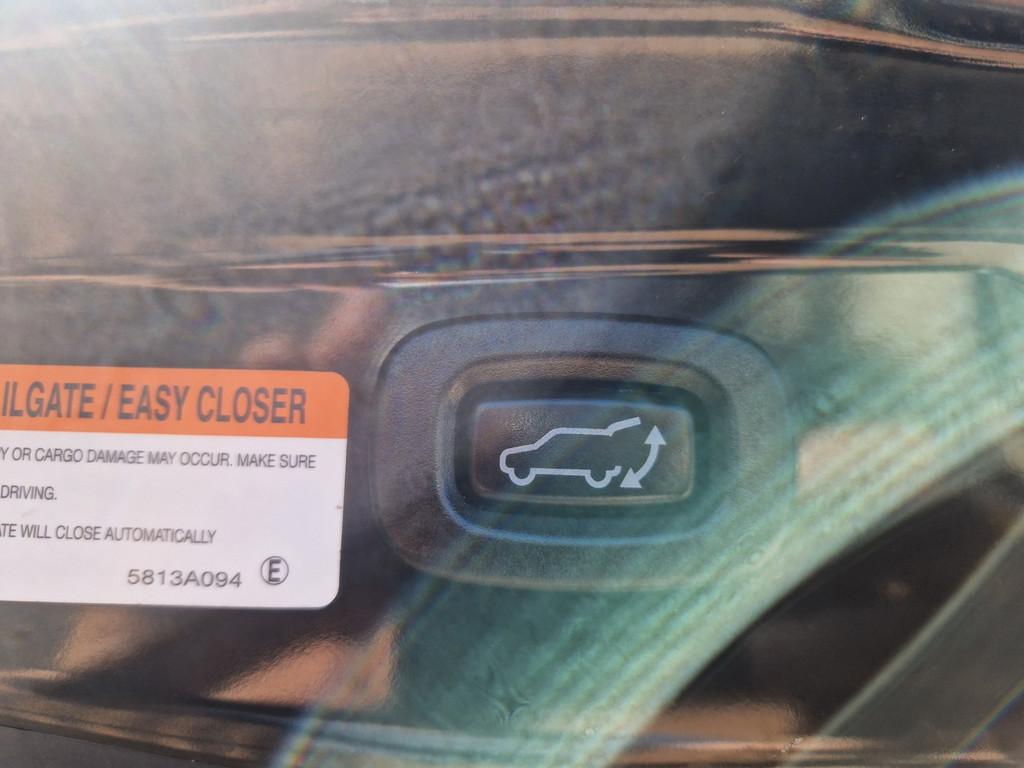 ILGATE / EASY CLOSER
Y OR CARGO DAMAGE MAY OCCUR. MAKE SURE
DRIVING.
ATE WILL CLOSE AUTOMATICALLY
5813A094 E